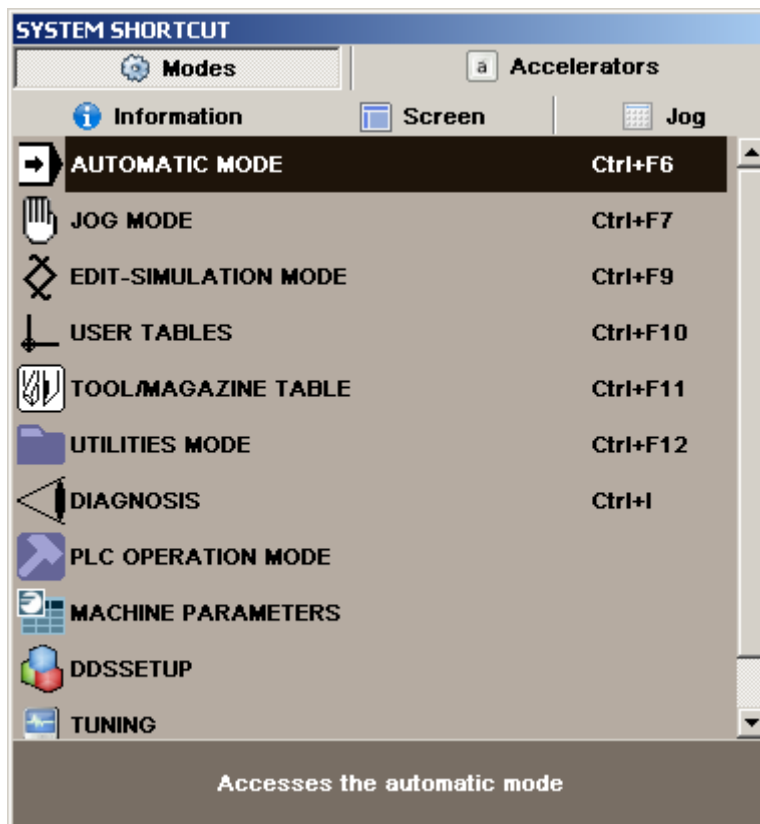 SYSTEM SHORTCUT
Modes a Accelerators
Information Screen Jog
AUTOMATIC MODE Ctrl+F6
JOG MODE Ctrl+F7
EDIT-SIMULATION MODE Ctrl+F9
USER TABLES Ctrl+F10
TOOL/MAGAZINE TABLE Ctrl+F11
UTILITIES MODE Ctrl+F12
DIAGNOSIS Ctrl+I
PLC OPERATION MODE
MACHINE PARAMETERS
DDSSETUP
TUNING
Accesses the automatic mode